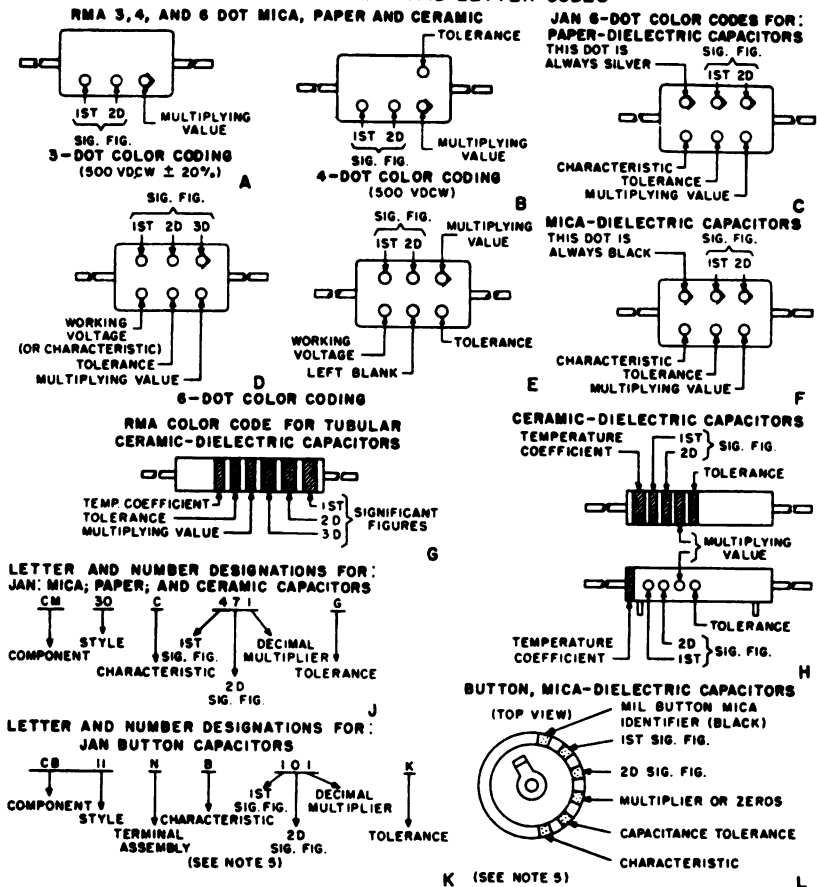 RMA 3,4, AND 6 DOT MICA, PAPER AND CERAMIC
TOLERANCE
1ST 2D
SIG. FIG.
MULTIPLYING
VALUE
3-DOT COLOR CODING
(500 VDCW ± 20%)
A
1ST 2D
SIG. FIG.
MULTIPLYING
VALUE
4-DOT COLOR CODING
(500 VDCW)
B
JAN 6-DOT COLOR CODES FOR:
PAPER-DIELECTRIC CAPACITORS
THIS DOT IS
ALWAYS SILVER
SIG. FIG.
1ST 2D
CHARACTERISTIC
TOLERANCE
MULTIPLYING VALUE
C
SIG. FIG.
1ST 2D 3D
WORKING
VOLTAGE
(OR CHARACTERISTIC)
TOLERANCE
MULTIPLYING VALUE
D
6-DOT COLOR CODING
SIG. FIG.
1ST 2D
MULTIPLYING
VALUE
WORKING
VOLTAGE
LEFT BLANK
TOLERANCE
E
MICA-DIELECTRIC CAPACITORS
THIS DOT IS
ALWAYS BLACK
SIG. FIG.
1ST 2D
CHARACTERISTIC
TOLERANCE
MULTIPLYING VALUE
F
RMA COLOR CODE FOR TUBULAR
CERAMIC-DIELECTRIC CAPACITORS
TEMP. COEFFICIENT
TOLERANCE
MULTIPLYING VALUE
1ST
2D
3D
SIGNIFICANT
FIGURES
G
CERAMIC-DIELECTRIC CAPACITORS
TEMPERATURE
COEFFICIENT
1ST
2D
SIG. FIG.
TOLERANCE
MULTIPLYING
VALUE
TOLERANCE
TEMPERATURE
COEFFICIENT
2D
1ST
SIG. FIG.
H
LETTER AND NUMBER DESIGNATIONS FOR:
JAN: MICA; PAPER; AND CERAMIC CAPACITORS
CM 30 C 471 G
COMPONENT
STYLE
CHARACTERISTIC
1ST
SIG. FIG.
2D
SIG. FIG.
DECIMAL
MULTIPLIER
TOLERANCE
J
LETTER AND NUMBER DESIGNATIONS FOR:
JAN BUTTON CAPACITORS
CB 11 N B 101 K
COMPONENT
STYLE
TERMINAL
ASSEMBLY
CHARACTERISTIC
(SEE NOTE 5)
1ST
SIG. FIG.
2D
SIG. FIG.
DECIMAL
MULTIPLIER
TOLERANCE
K
BUTTON, MICA-DIELECTRIC CAPACITORS
(TOP VIEW)
MIL BUTTON MICA
IDENTIFIER (BLACK)
1ST SIG. FIG.
2D SIG. FIG.
MULTIPLIER OR ZEROS
CAPACITANCE TOLERANCE
CHARACTERISTIC
(SEE NOTE 5)
L